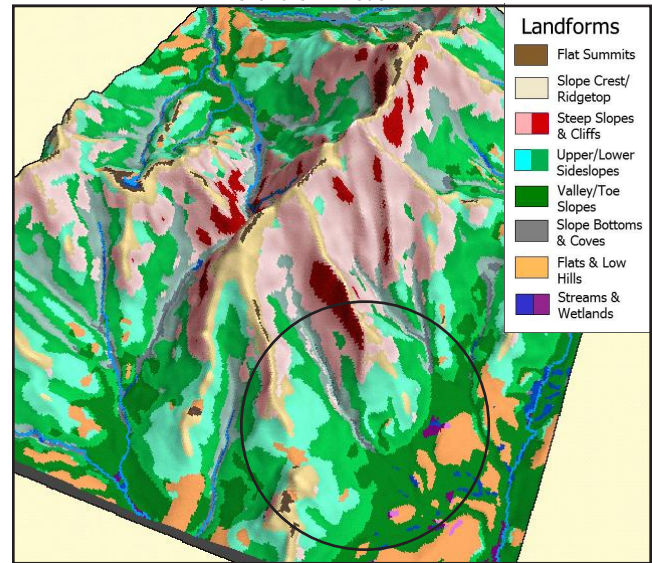 Landforms
Flat Summits
Slope Crest/
Ridgetop
Steep Slopes
& Cliffs
Upper/Lower
Sideslopes
Valley/Toe
Slopes
Slope Bottoms
& Coves
Flats & Low
Hills
Streams &
Wetlands